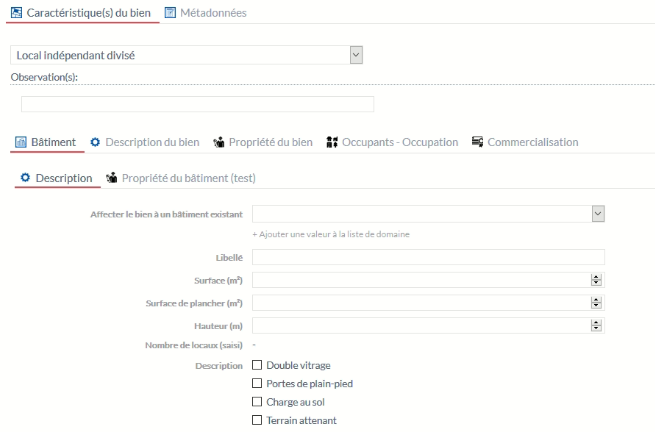 Caractéristique(s) du bien Métadonnées
Local indépendant divisé
Observation(s):
Bâtiment Description du bien Propriété du bien Occupants - Occupation Commercialisation
Description Propriété du bâtiment (test)
Affecter le bien à un bâtiment existant
+ Ajouter une valeur à la liste de domaine
Libellé
Surface (m²)
Surface de plancher (m²)
Hauteur (m)
Nombre de locaux (saisi) -
Description Double vitrage
Portes de plain-pied
Charge au sol
Terrain attenant